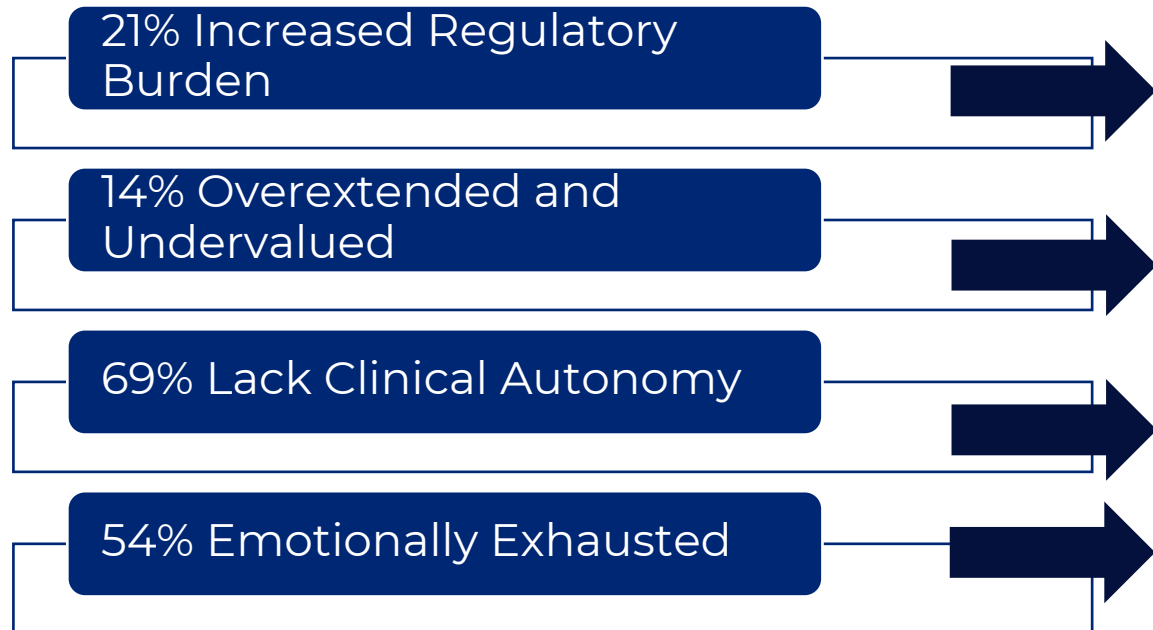 21% Increased Regulatory
Burden
14% Overextended and
Undervalued
69% Lack Clinical Autonomy
54% Emotionally Exhausted